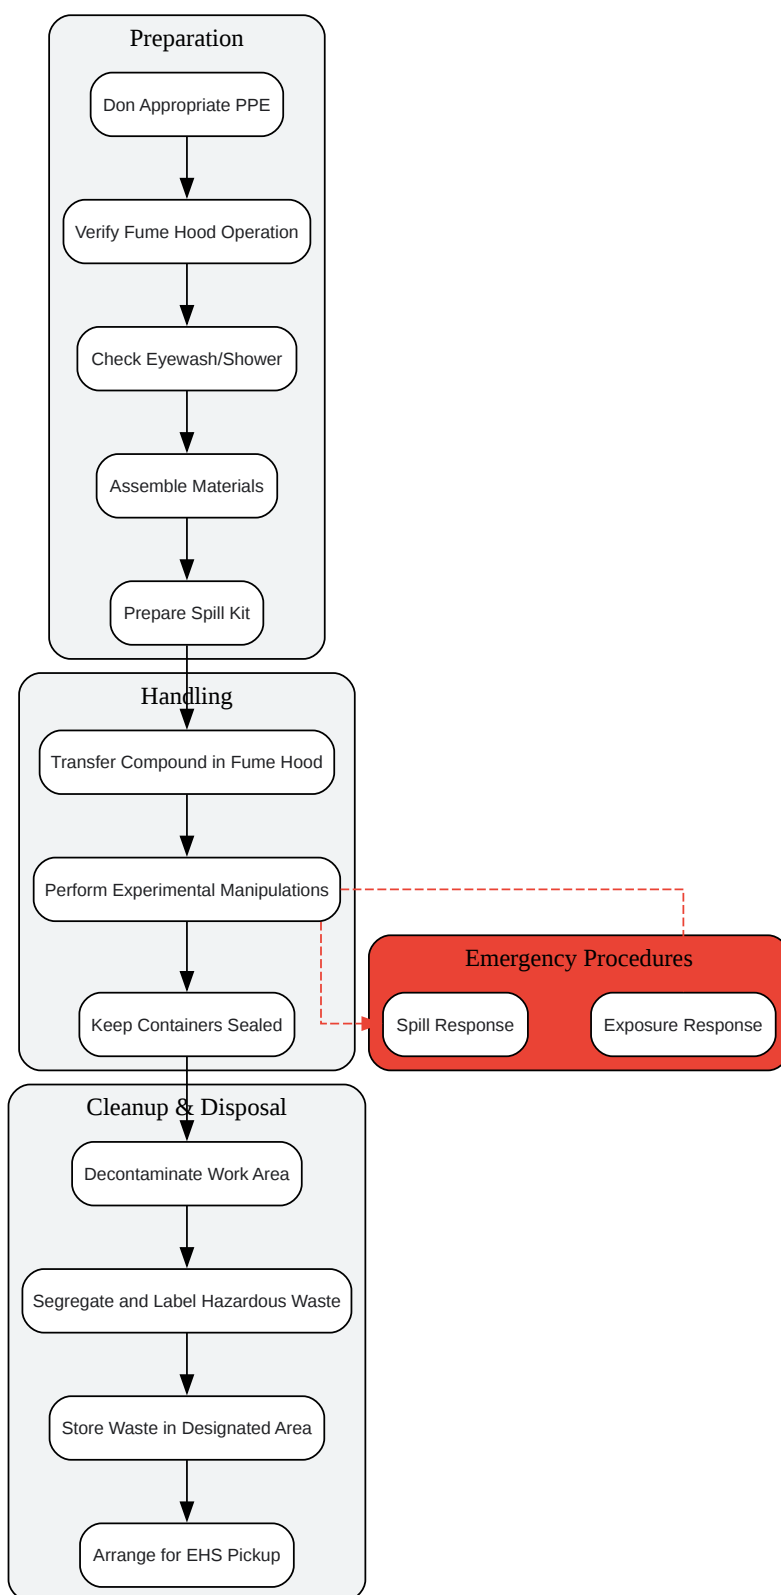 Preparation
Don Appropriate PPE
Verify Fume Hood Operation
Check Eyewash/Shower
Assemble Materials
Prepare Spill Kit
Handling
Transfer Compound in Fume Hood
Perform Experimental Manipulations
Keep Containers Sealed
Emergency Procedures
Spill Response
Exposure Response
Cleanup & Disposal
Decontaminate Work Area
Segregate and Label Hazardous Waste
Store Waste in Designated Area
Arrange for EHS Pickup